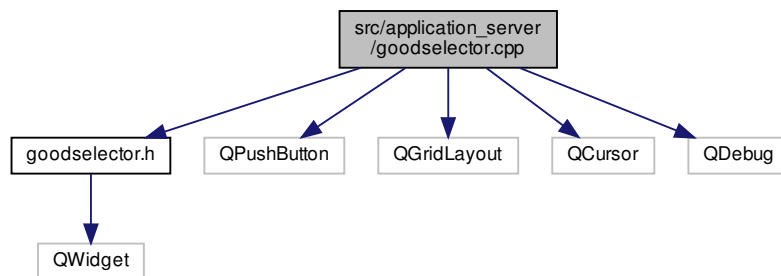 src/application_server
/goodselector.cpp
goodselector.h
QPushButton
QGridLayout
QCursor
QDebug
QWidget